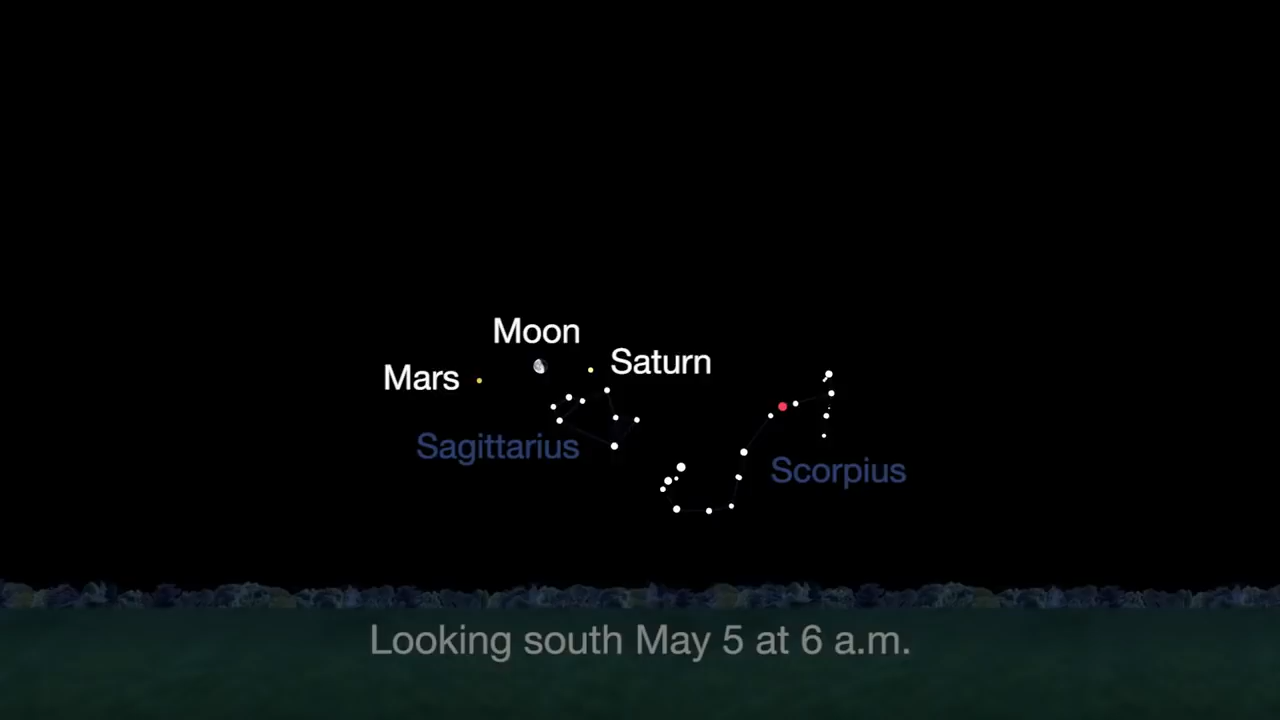 Moon
Mars
Saturn
Sagittarius
Scorpius
Looking south May 5 at 6 a.m.